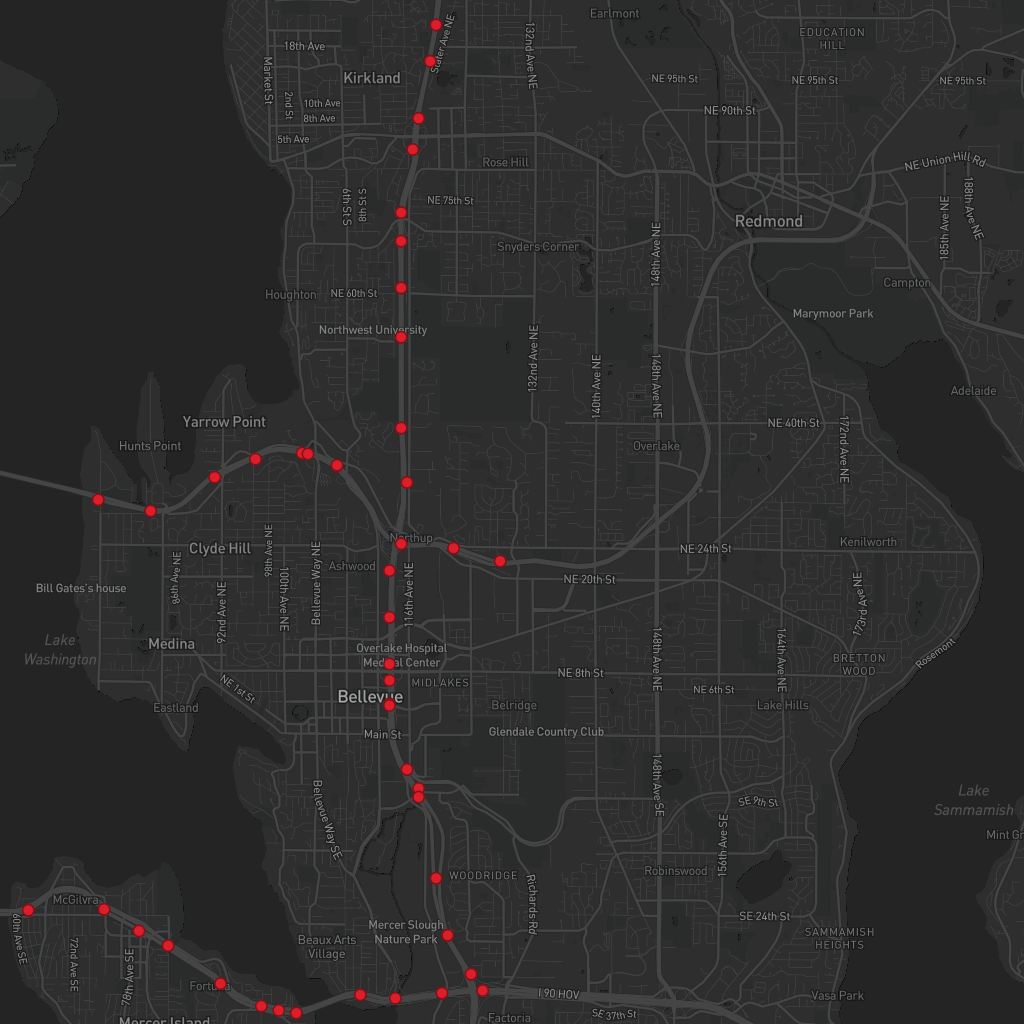 Earlmont
EDUCATION
HILL
18th Ave
Slater Ave NE
132nd Ave NE
Kirkland
Market St
NE 95th St
NE 95th St
NE 95th St
2nd St
10th Ave
8th Ave
NE 90th St
5th Ave
Rose Hill
NE Union Hill Rd
6th St S
8th St S
NE 75th St
188th Ave NE
185th Ave NE
Redmond
148th Ave NE
Snyders Corner
Campton
Houghton
NE 60th St
Marymoor Park
Northwest University
132nd Ave NE
140th Ave NE
148th Ave NE
Adelaide
Yarrow Point
NE 40th St
172nd Ave NE
Hunts Point
Overlake
Northup
Clyde Hill
98th Ave NE
NE 24th St
Kenilworth
86th Ave NE
Ashwood
Bellevue Way NE
100th Ave NE
116th Ave NE
NE 20th St
Bill Gates's house
92nd Ave NE
173rd Ave NE
Lake
Washington
Medina
Overlake Hospital
Medical Center
148th Ave NE
164th Ave NE
BRETTON
WOOD
Rosemont
NE 8th St
MIDLAKES
NE 1st St
Bellevue
NE 6th St
Eastland
Belridge
Lake Hills
Main St
Glendale Country Club
148th Ave SE
Lake
Sammamish
Bellevue Way SE
SE 9th St
156th Ave SE
Mint Gr
WOODRIDGE
Robinswood
McGilvra
Richards Rd
60th Ave SE
Mercer Slough
Nature Park
SE 24th St
72nd Ave SE
78th Ave SE
Beaux Arts
Village
SAMMAMISH
HEIGHTS
Fortuna
I 90 HOV
Vasa Park
Mercer Island
Factoria
SE 37th St